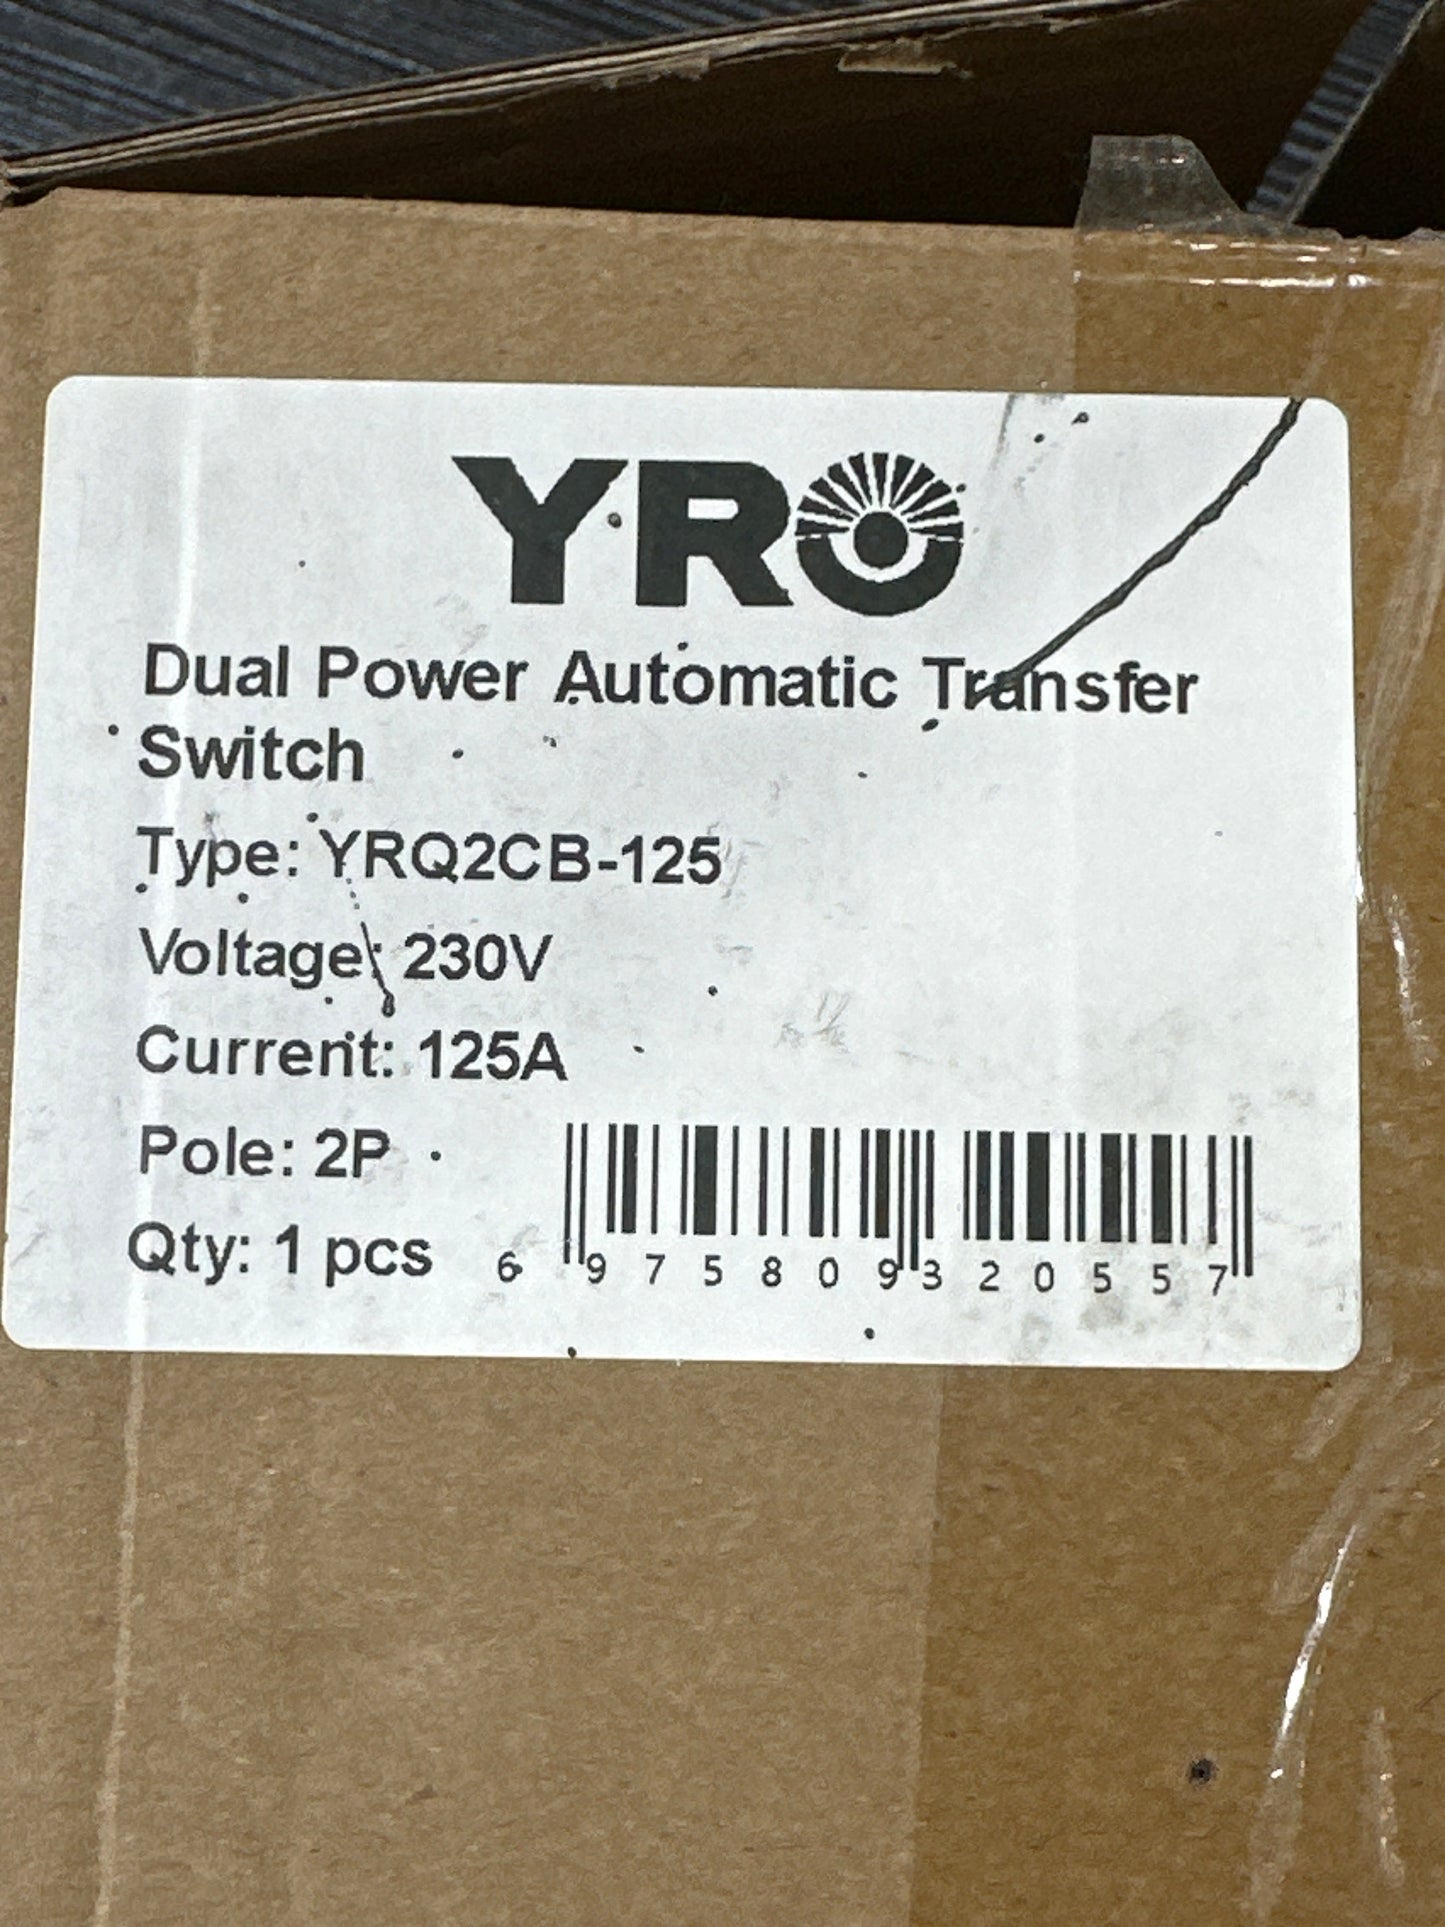 YRO
Dual Power Automatic Transfer
Switch
Type: YRQ2CB-125
Voltage: 230V
Current: 125A
Pole: 2P
Qty: 1 pcs
6 975809 320557